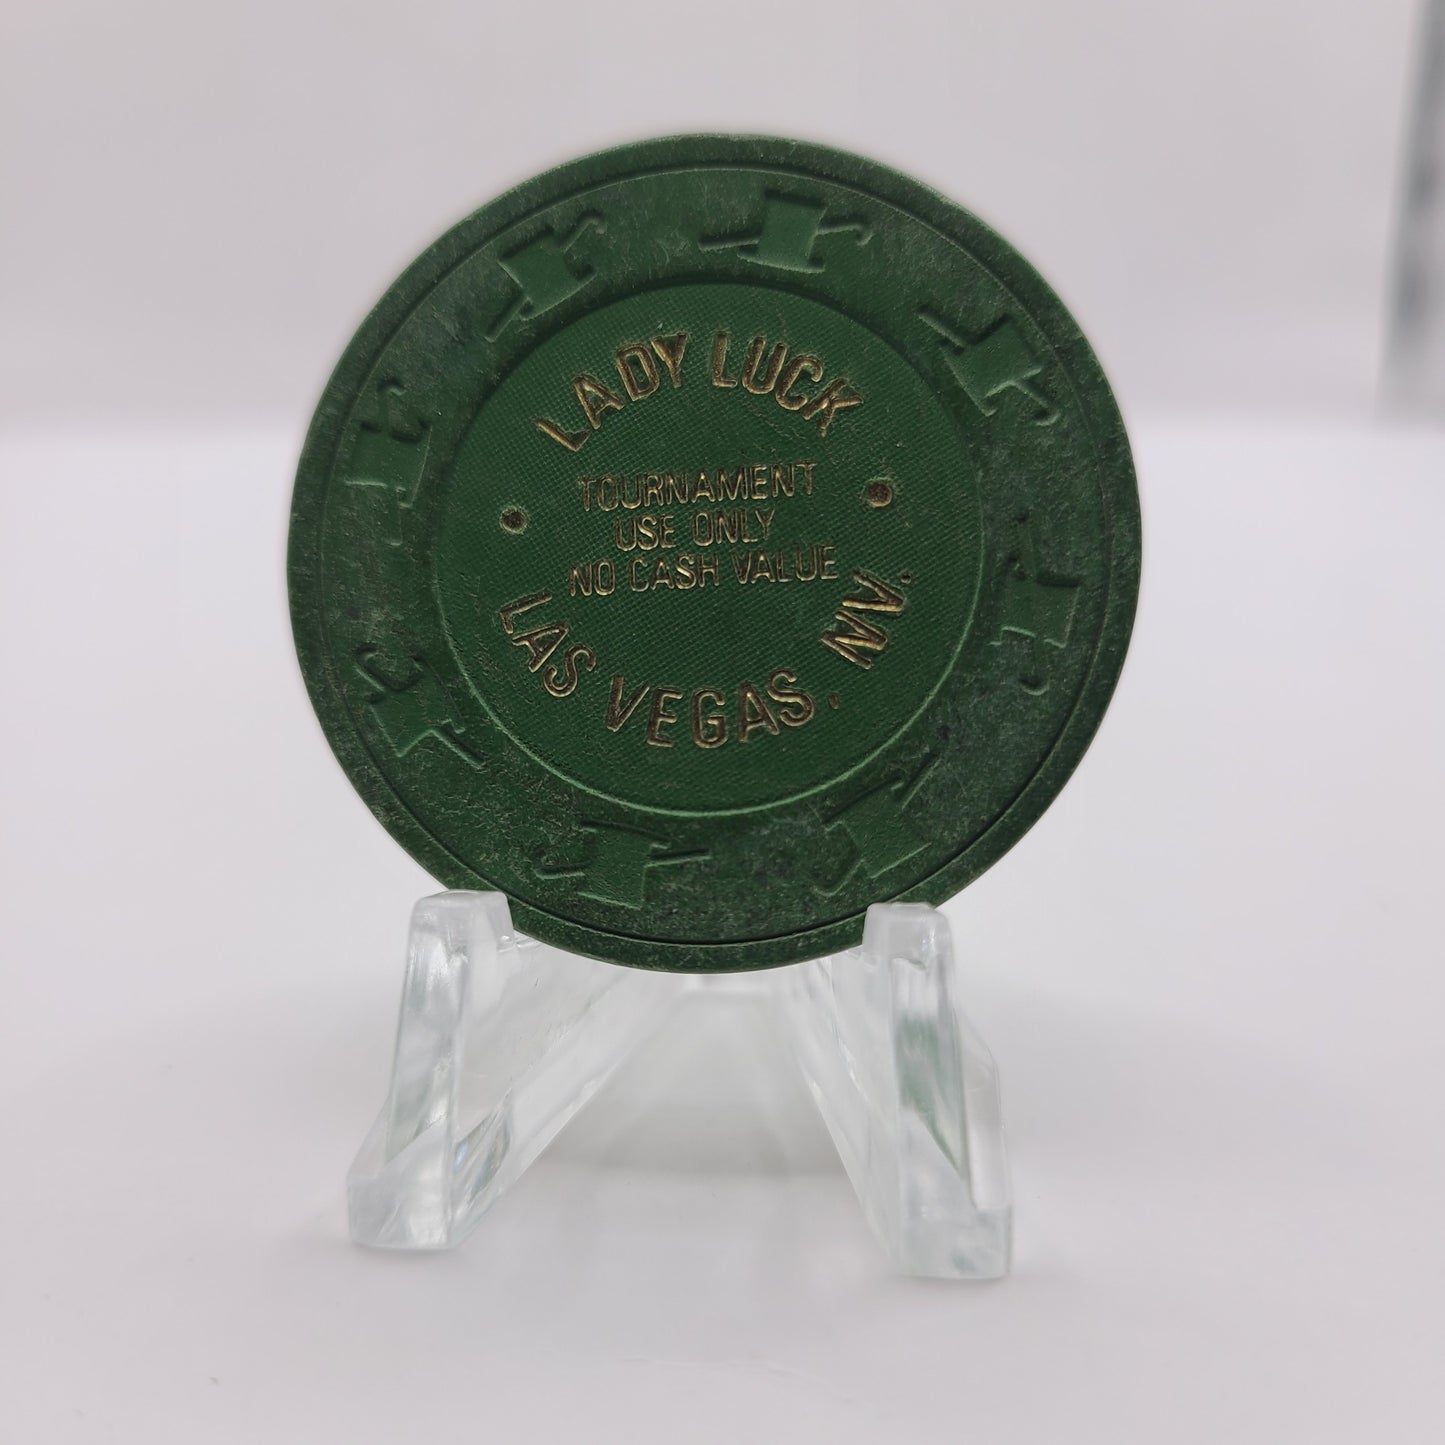 LADY LUCK
TOURNAMENT
USE ONLY
NO CASH VALUE
LAS VEGAS, NV.